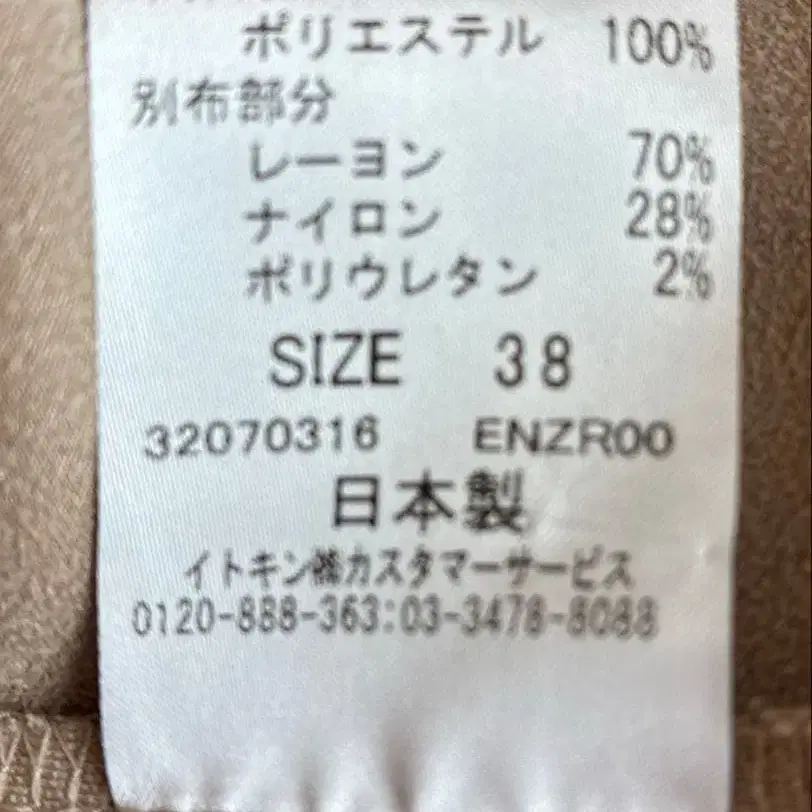 ポリエステル 100%
別布部分
レーヨン 70%
ナイロン 28%
ポリウレタン 2%
SIZE 38
32070316 ENZR00
日本製
イトキン㈱カスタマーサービス
0120-888-363:03-3478-8088